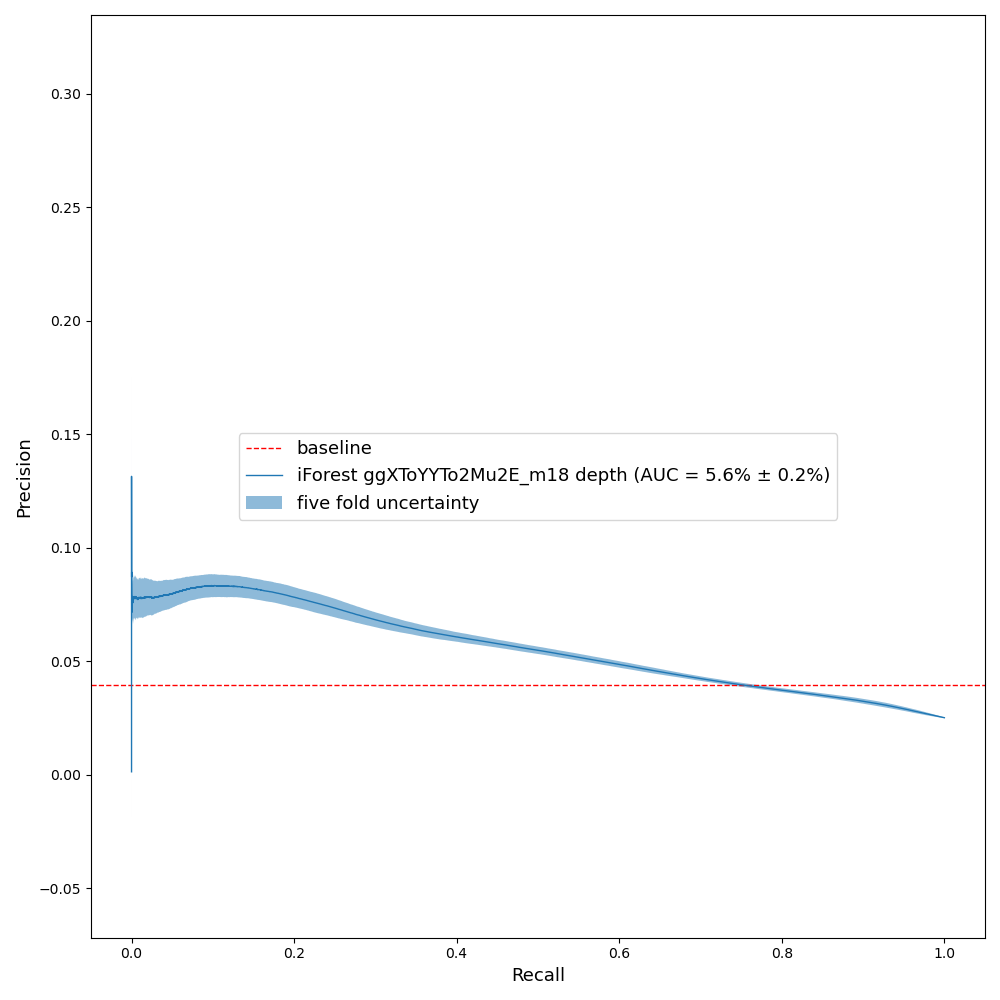 0.30
0.25
0.20
0.15
0.10
0.05
0.00
−0.05
Precision
baseline
iForest ggXToYYTo2Mu2E_m18 depth (AUC = 5.6% ± 0.2%)
five fold uncertainty
0.0 0.2 0.4 0.6 0.8 1.0
Recall